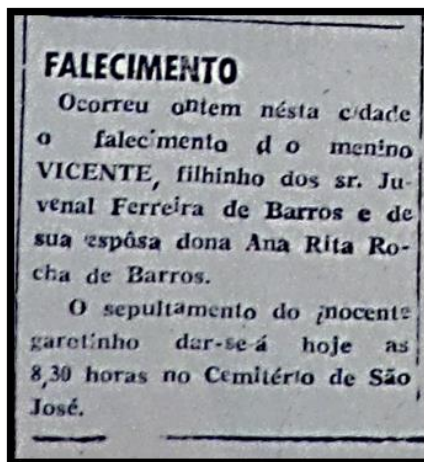 FALECIMENTO
Ocorreu ontem nésta cidade
o falecimento d o menino
VICENTE, filhinho dos sr. Ju-
venal Ferreira de Barros e de
sua espôsa dona Ana Rita Ro-
cha de Barros.
O sepultamento do inocente
garotinho dar-se-á hoje as
8,30 horas no Cemitério de São
José.